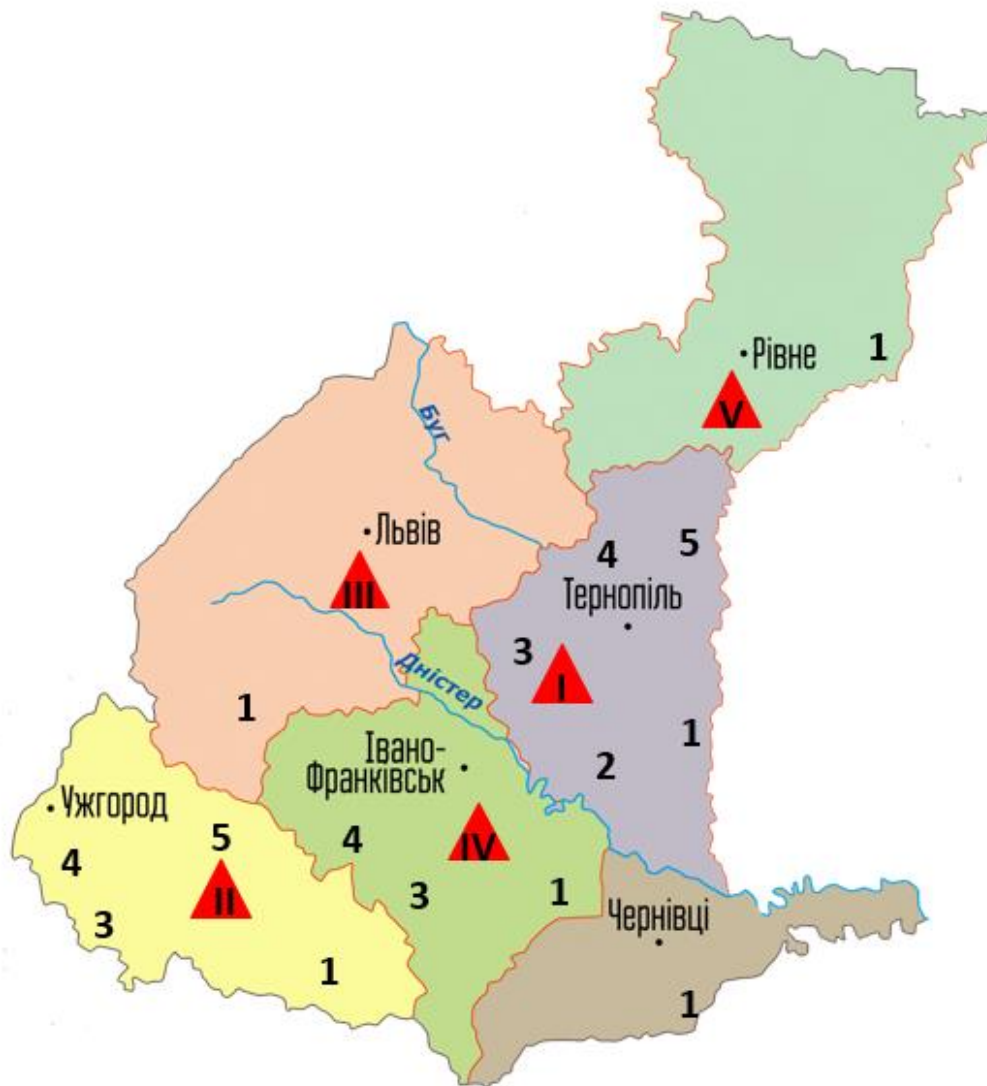 Рівне
1
V
Буг
Львів
III
4
5
Тернопіль
3
I
Дністер
1
2
1
Івано-
Франківськ
Ужгород
5
4
IV
4
II
3
3
1
1
Чернівці
1